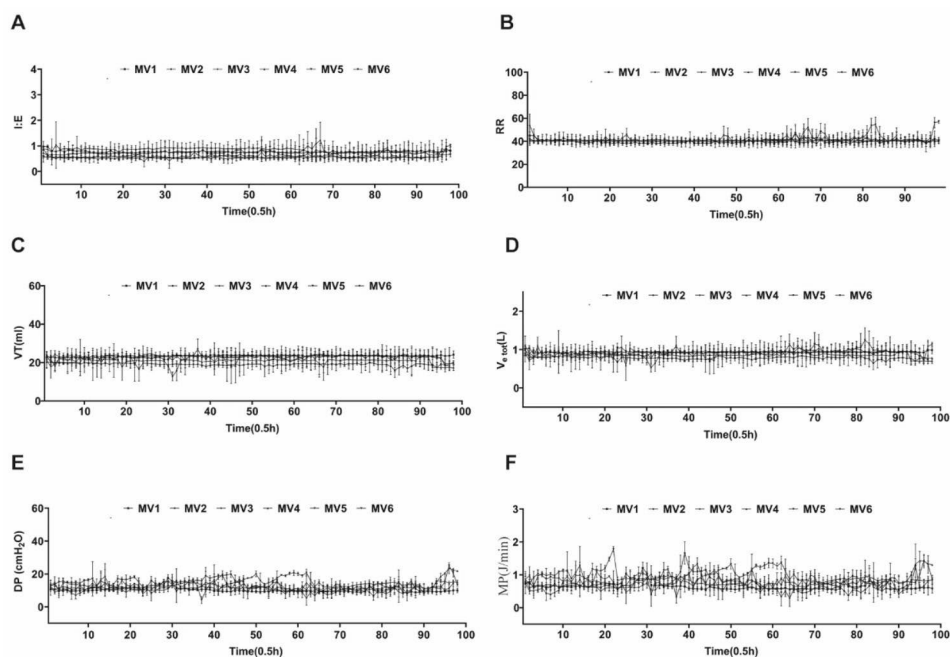 A
MV1 MV2 MV3 MV4 MV5 MV6
I:E
4
3
2
1
0
10 20 30 40 50 60 70 80 90 100
Time(0.5h)
B
MV1 MV2 MV3 MV4 MV5 MV6
RR
100
80
60
40
20
0
10 20 30 40 50 60 70 80 90
Time(0.5h)
C
MV1 MV2 MV3 MV4 MV5 MV6
VT(ml)
60
40
20
0
10 20 30 40 50 60 70 80 90 100
Time(0.5h)
D
MV1 MV2 MV3 MV4 MV5 MV6
Ve tot(L)
2
1
0
10 20 30 40 50 60 70 80 90 100
Time(0.5h)
E
MV1 MV2 MV3 MV4 MV5 MV6
DP (cmH₂O)
60
40
20
0
10 20 30 40 50 60 70 80 90 100
Time(0.5h)
F
MV1 MV2 MV3 MV4 MV5 MV6
MP(J/min)
3
2
1
0
10 20 30 40 50 60 70 80 90 100
Time(0.5h)